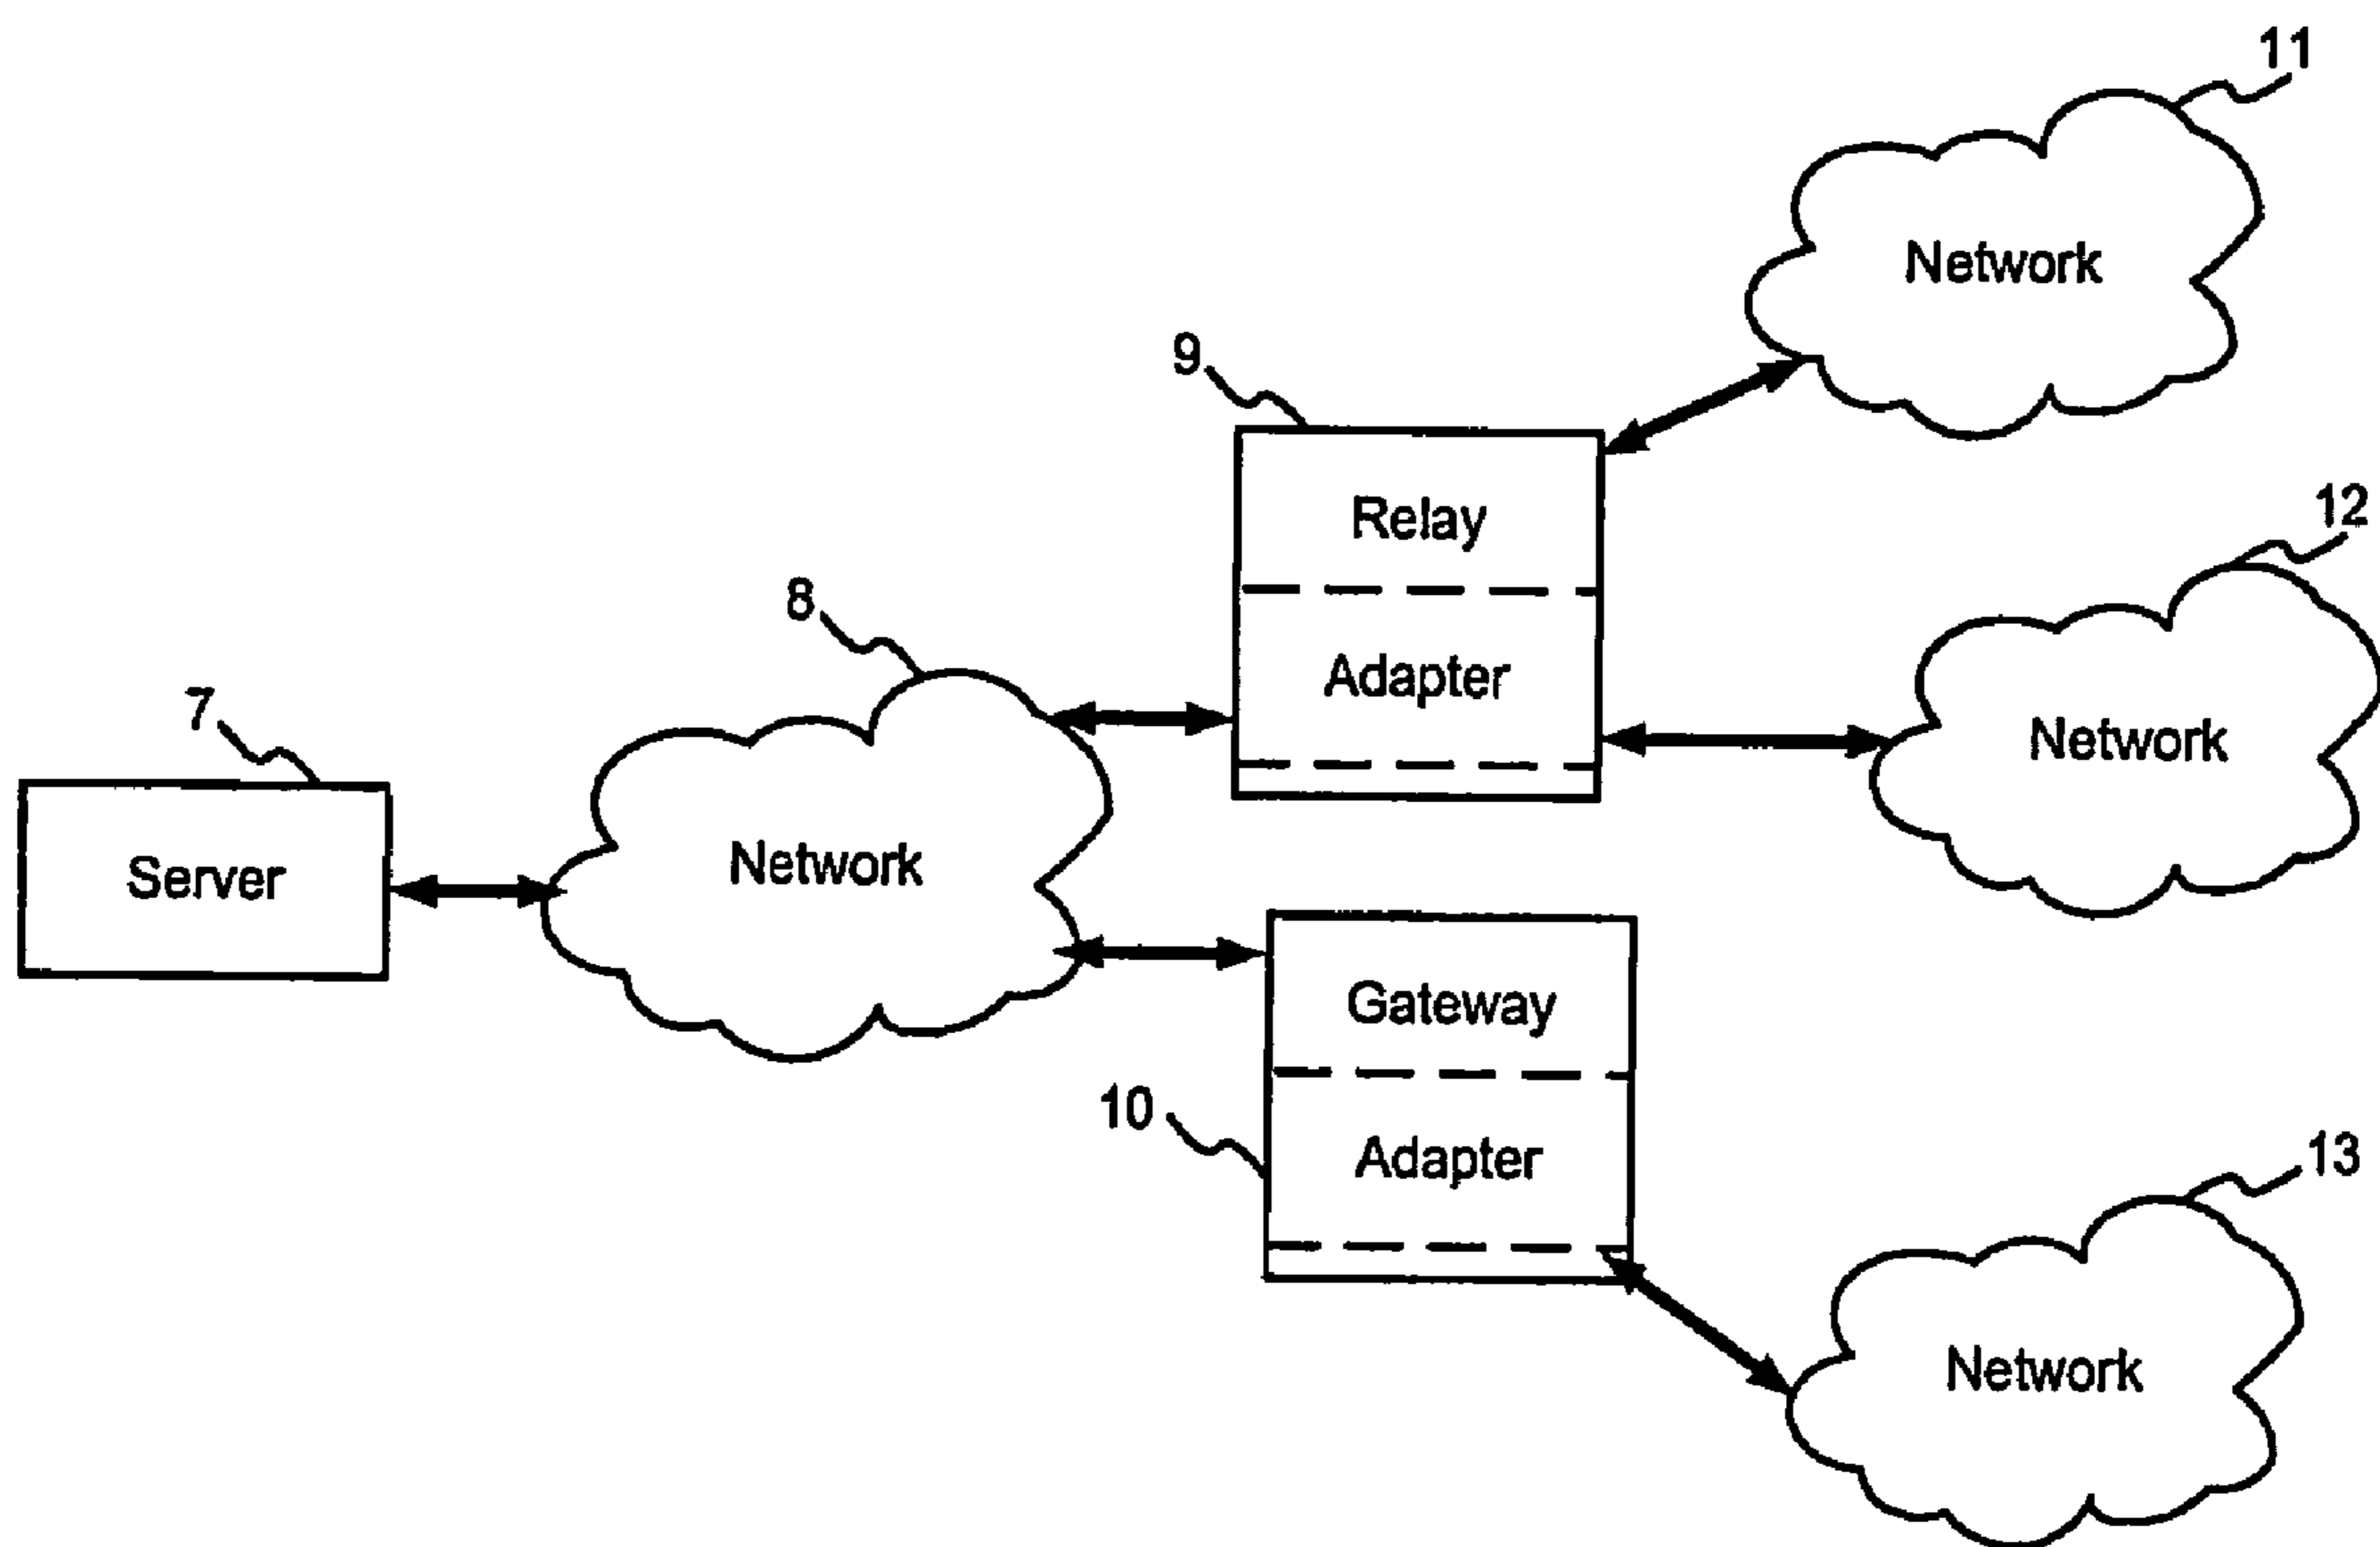 11
Network
9
12
Relay
8
Adapter
7
Network
Network
Server
Gateway
10
Adapter
13
Network